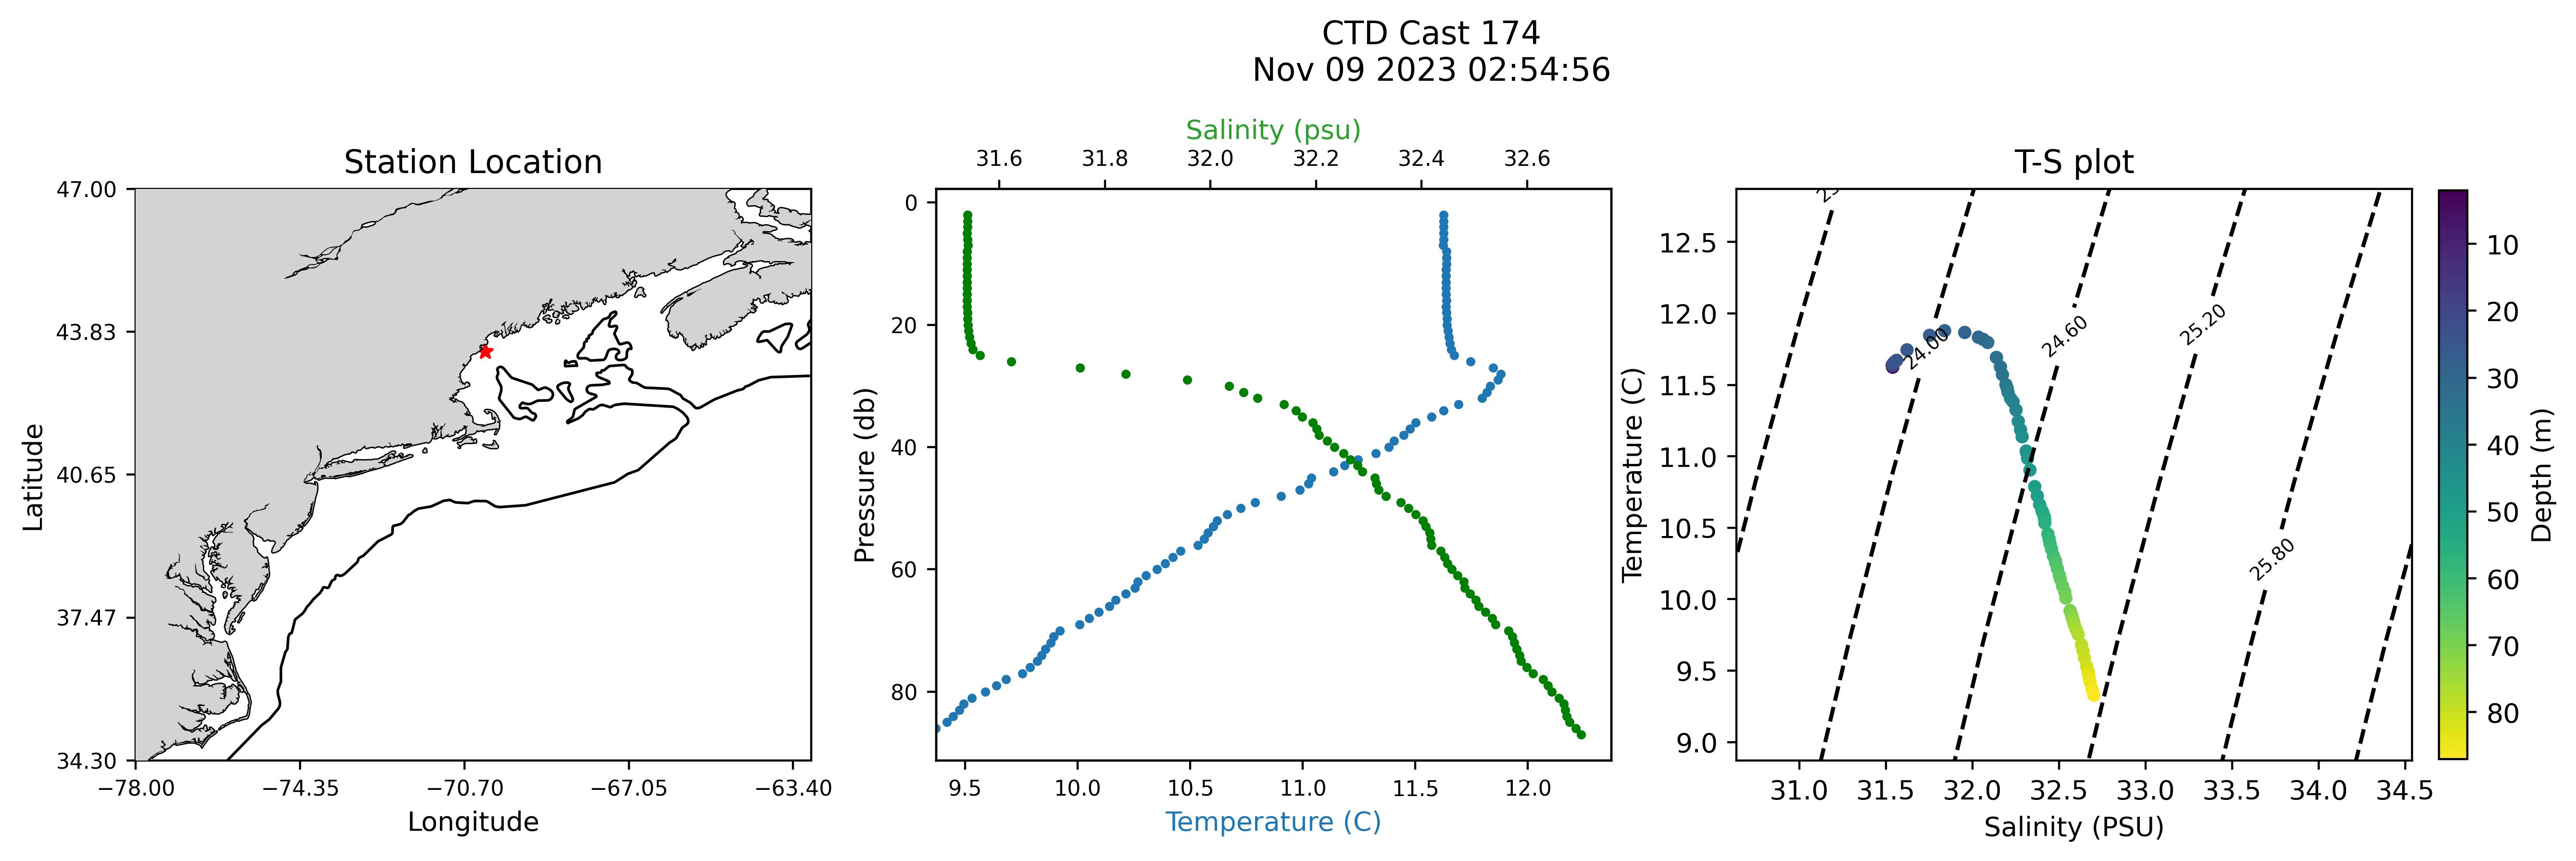 CTD Cast 174
Nov 09 2023 02:54:56
Station Location
47.00
43.83
40.65
37.47
34.30
−78.00 −74.35 −70.70 −67.05 −63.40
Latitude
Longitude
Salinity (psu)
31.6 31.8 32.0 32.2 32.4 32.6
0
20
40
60
80
Pressure (db)
9.5 10.0 10.5 11.0 11.5 12.0
Temperature (C)
T-S plot
12.5
12.0
11.5
11.0
10.5
10.0
9.5
9.0
Temperature (C)
24.00
24.60
25.20
25.80
31.0 31.5 32.0 32.5 33.0 33.5 34.0 34.5
Salinity (PSU)
10
20
30
40
50
60
70
80
Depth (m)